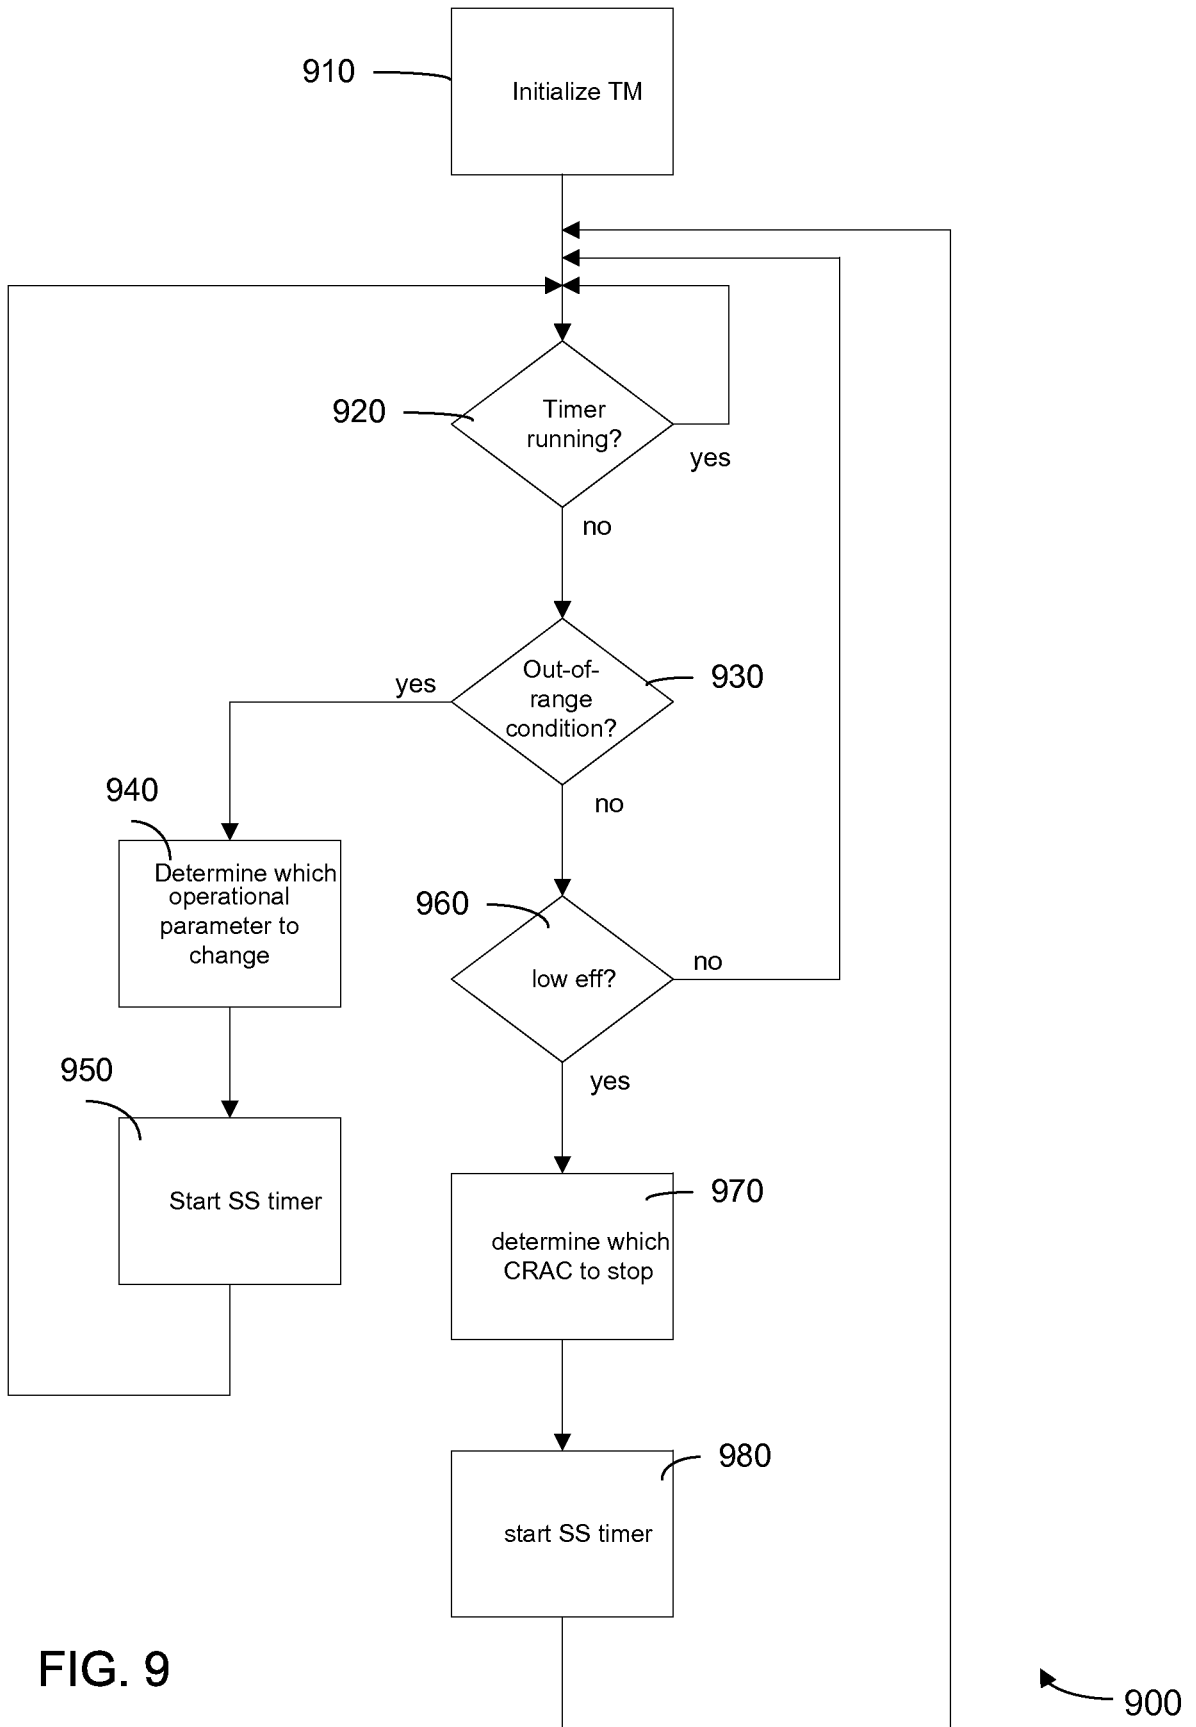 910
Initialize TM
920
Timer
running?
yes
no
Out-of-
range
condition?
930
yes
no
940
Determine which
operational
parameter to
change
960
low eff?
no
yes
950
Start SS timer
970
determine which
CRAC to stop
980
start SS timer
FIG. 9
900